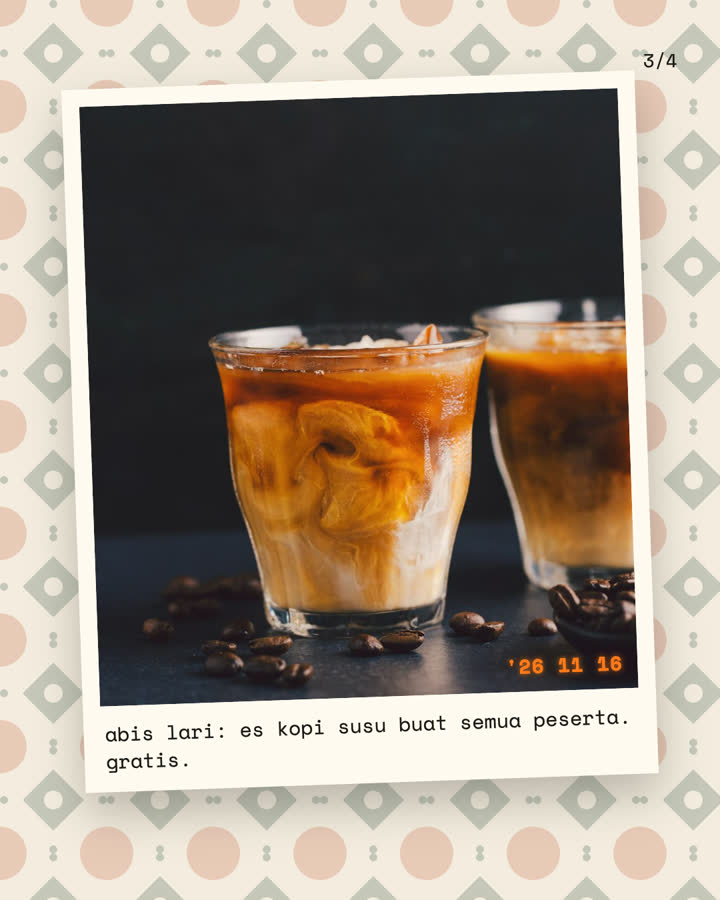 3/4
'26 11 16
abis lari: es kopi susu buat semua peserta.
gratis.